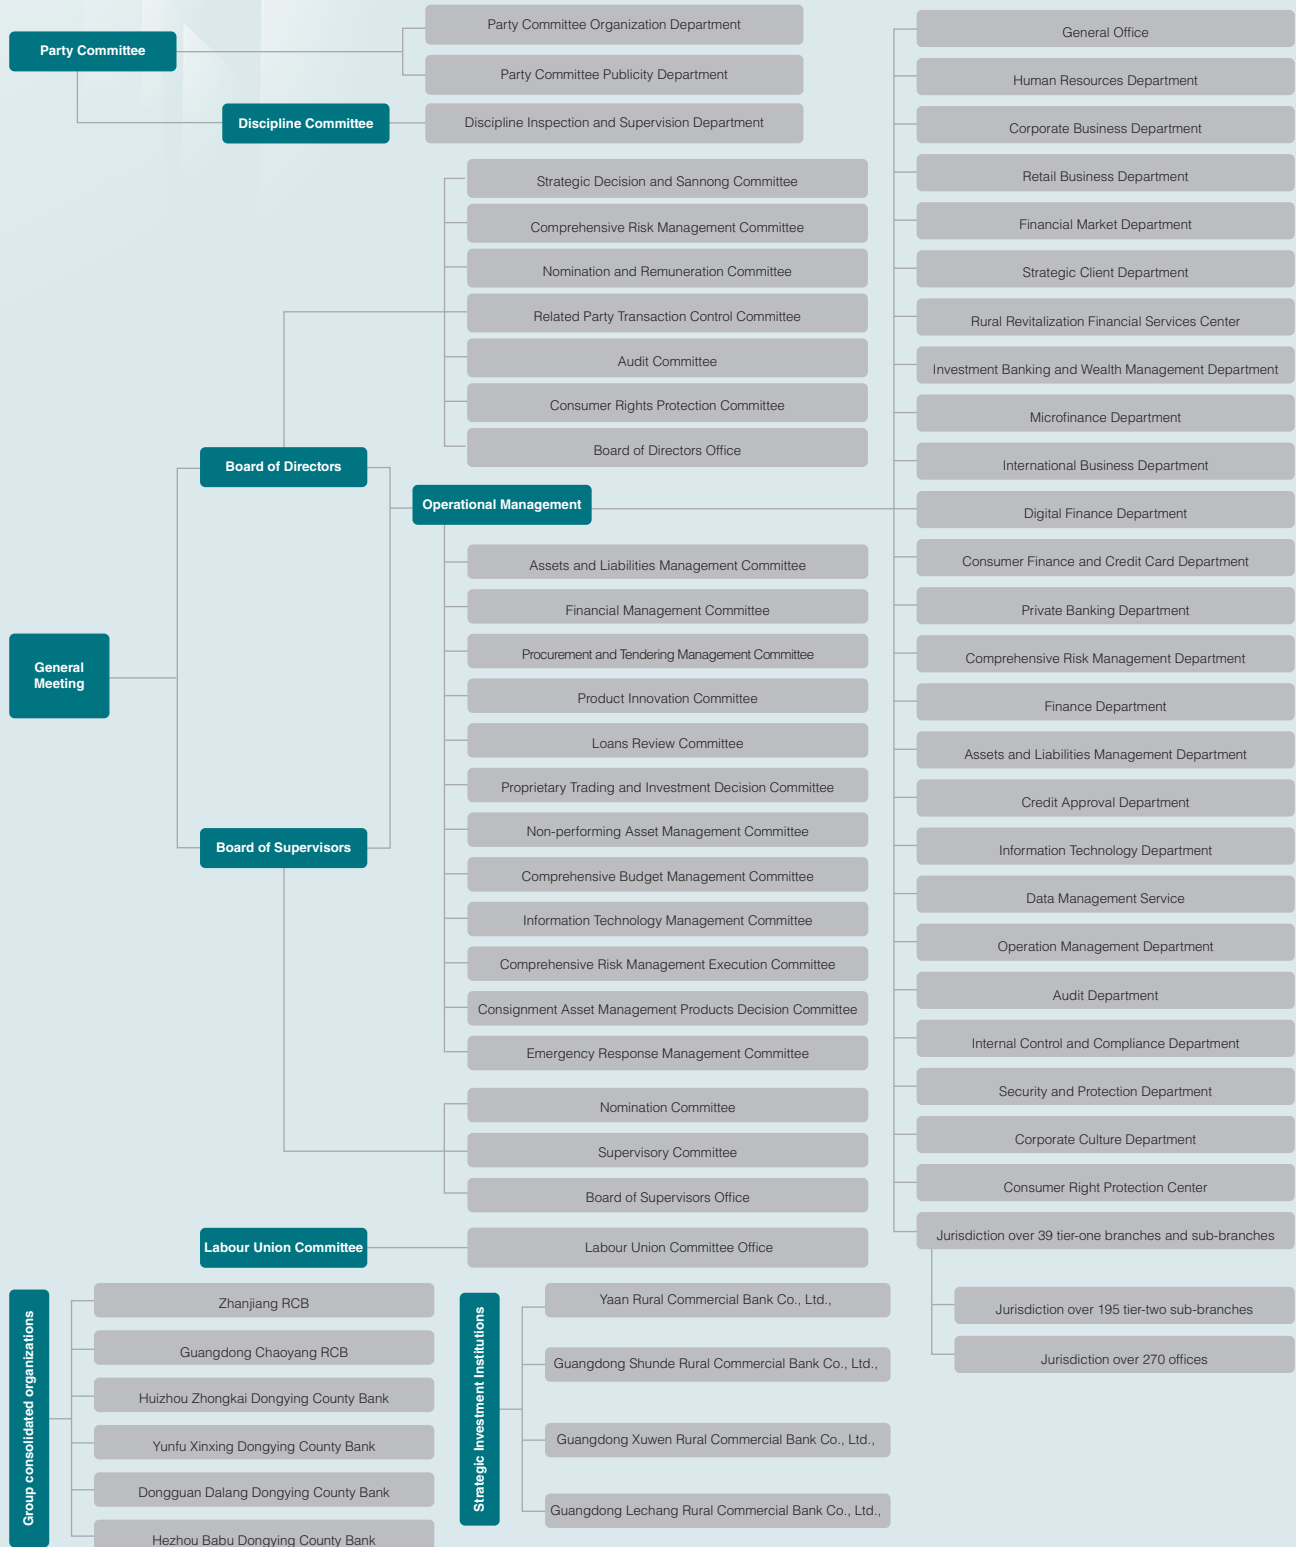 Party Committee
Party Committee Organization Department
Party Committee Publicity Department
Discipline Committee
Discipline Inspection and Supervision Department
Strategic Decision and Sannong Committee
Comprehensive Risk Management Committee
Nomination and Remuneration Committee
Related Party Transaction Control Committee
Audit Committee
Consumer Rights Protection Committee
Board of Directors Office
Board of Directors
Operational Management
Assets and Liabilities Management Committee
Financial Management Committee
Procurement and Tendering Management Committee
Product Innovation Committee
Loans Review Committee
Proprietary Trading and Investment Decision Committee
Non-performing Asset Management Committee
Comprehensive Budget Management Committee
Information Technology Management Committee
Comprehensive Risk Management Execution Committee
Consignment Asset Management Products Decision Committee
Emergency Response Management Committee
General
Meeting
Board of Supervisors
Nomination Committee
Supervisory Committee
Board of Supervisors Office
Labour Union Committee
Labour Union Committee Office
General Office
Human Resources Department
Corporate Business Department
Retail Business Department
Financial Market Department
Strategic Client Department
Rural Revitalization Financial Services Center
Investment Banking and Wealth Management Department
Microfinance Department
International Business Department
Digital Finance Department
Consumer Finance and Credit Card Department
Private Banking Department
Comprehensive Risk Management Department
Finance Department
Assets and Liabilities Management Department
Credit Approval Department
Information Technology Department
Data Management Service
Operation Management Department
Audit Department
Internal Control and Compliance Department
Security and Protection Department
Corporate Culture Department
Consumer Right Protection Center
Jurisdiction over 39 tier-one branches and sub-branches
Jurisdiction over 195 tier-two sub-branches
Jurisdiction over 270 offices
Group consolidated organizations
Zhanjiang RCB
Guangdong Chaoyang RCB
Huizhou Zhongkai Dongying County Bank
Yunfu Xinxing Dongying County Bank
Dongguan Dalang Dongying County Bank
Hezhou Babu Dongying County Bank
Strategic Investment Institutions
Yaan Rural Commercial Bank Co., Ltd.,
Guangdong Shunde Rural Commercial Bank Co., Ltd.,
Guangdong Xuwen Rural Commercial Bank Co., Ltd.,
Guangdong Lechang Rural Commercial Bank Co., Ltd.,